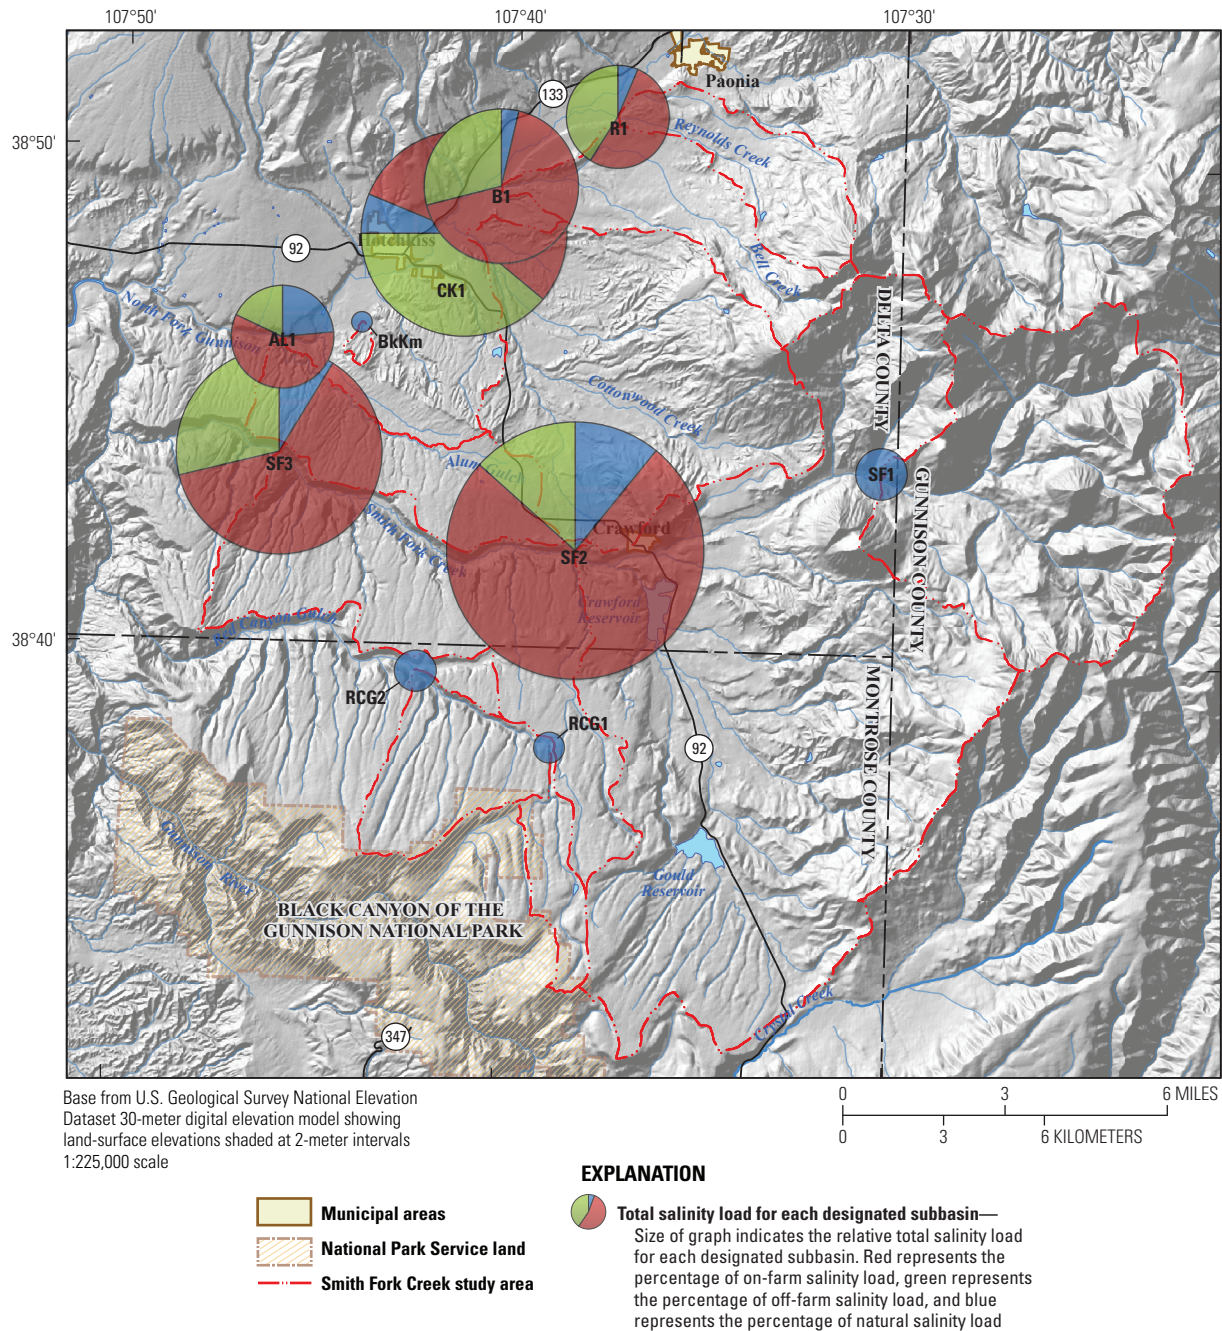 107°50'
107°40'
107°30'
38°50'
38°40'
Paonia
133
R1
Reynolds Creek
B1
Hotchkiss
92
CK1
Bell Creek
North Fork
Gunnison
AL1
BkKm
DELTA COUNTY
Cottonwood Creek
SF3
Alum Gulch
SF1
GUNNISON COUNTY
Smith Fork Creek
Crawford
SF2
Crawford
Reservoir
Red Canyon Gulch
RCG2
RCG1
92
MONTROSE COUNTY
Gunnison River
Gould
Reservoir
BLACK CANYON OF THE
GUNNISON NATIONAL PARK
Crystal Creek
347
Base from U.S. Geological Survey National Elevation
Dataset 30-meter digital elevation model showing
land-surface elevations shaded at 2-meter intervals
1:225,000 scale
0 3 6 MILES
0 3 6 KILOMETERS
EXPLANATION
Municipal areas
National Park Service land
Smith Fork Creek study area
Total salinity load for each designated subbasin—
Size of graph indicates the relative total salinity load
for each designated subbasin. Red represents the
percentage of on-farm salinity load, green represents
the percentage of off-farm salinity load, and blue
represents the percentage of natural salinity load